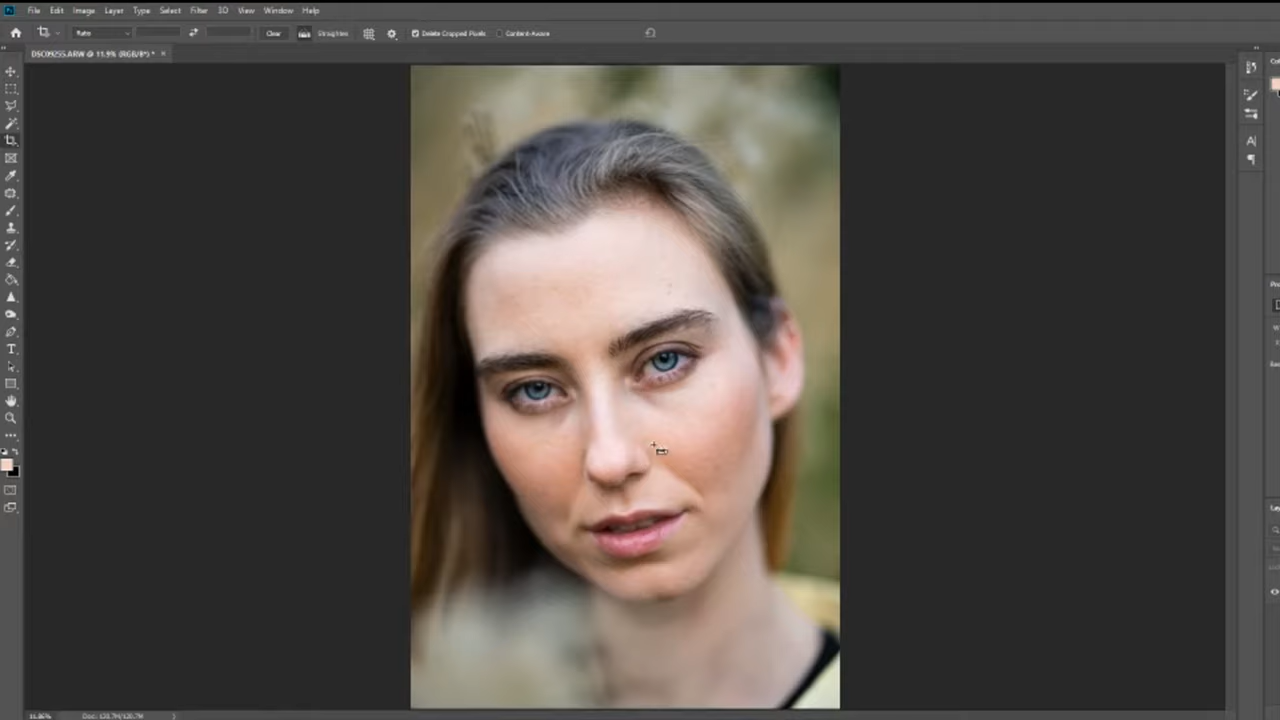 File Edit Image Layer Type Select Filter 3D View Window Help
Ratio Clear Straighten Delete Cropped Pixels Content-Aware
DSC09255.ARW @ 11.9% (RGB/8*) *